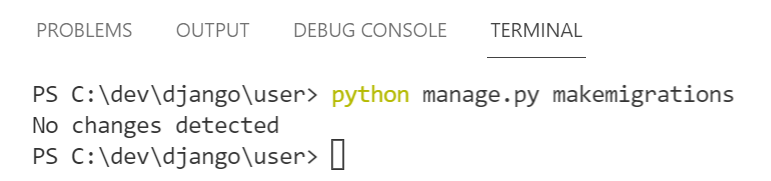 PROBLEMS OUTPUT DEBUG CONSOLE TERMINAL
PS C:\dev\django\user> python manage.py makemigrations
No changes detected
PS C:\dev\django\user>